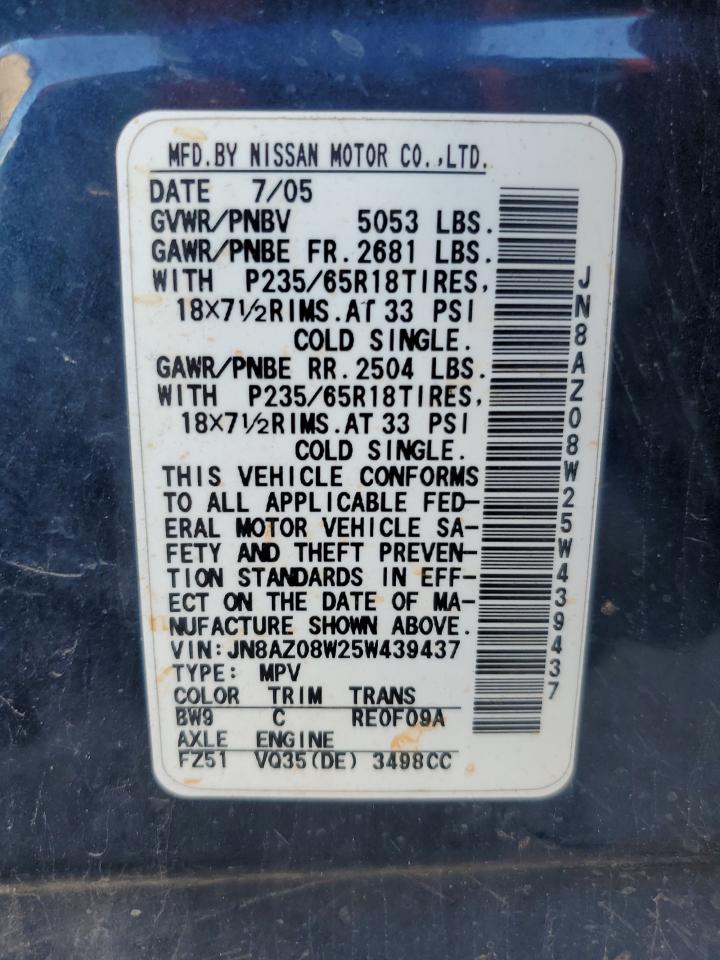 MFD.BY NISSAN MOTOR CO.,LTD.
DATE 7/05
GVWR/PNBV 5053 LBS.
GAWR/PNBE FR.2681 LBS.
WITH P235/65R18TIRES,
18×7½RIMS.AT 33 PSI
COLD SINGLE.
GAWR/PNBE RR.2504 LBS.
WITH P235/65R18TIRES,
18×7½RIMS.AT 33 PSI
COLD SINGLE.
THIS VEHICLE CONFORMS
TO ALL APPLICABLE FED-
ERAL MOTOR VEHICLE SA-
FETY AND THEFT PREVEN-
TION STANDARDS IN EFF-
ECT ON THE DATE OF MA-
NUFACTURE SHOWN ABOVE.
VIN:JN8AZ08W25W439437
TYPE: MPV
COLOR TRIM TRANS
BW9 C RE0F09A
AXLE ENGINE
FZ51 VQ35(DE) 3498CC
JN8AZ08W25W439437